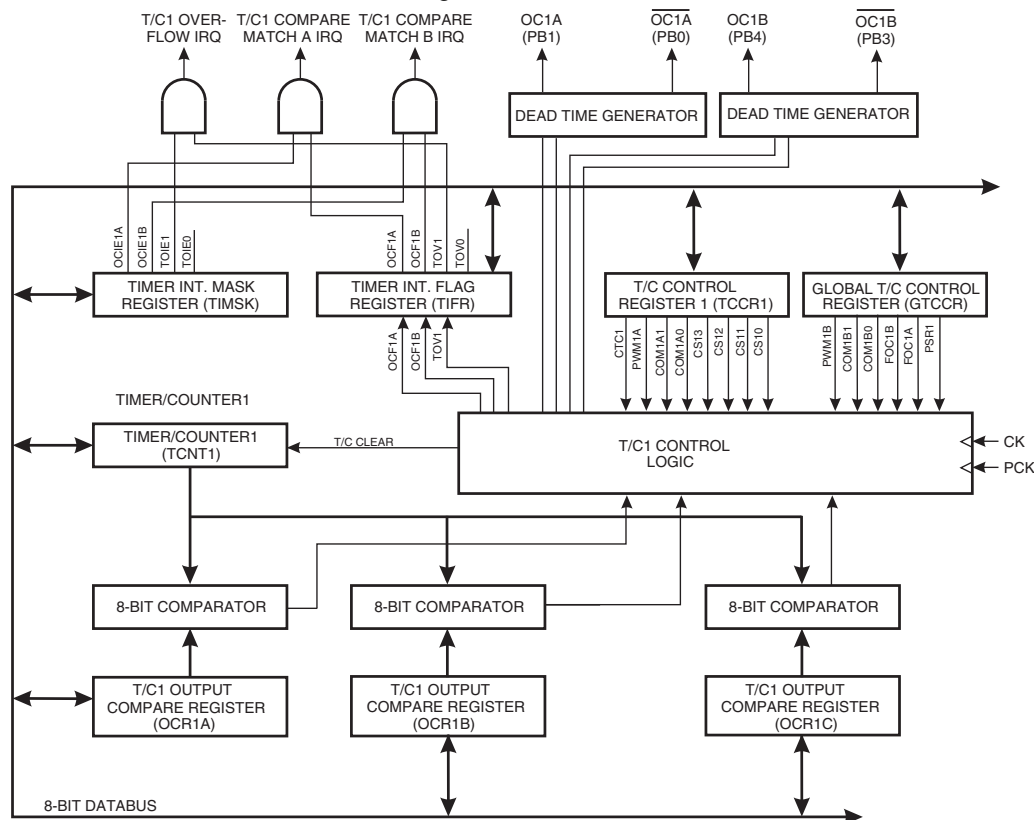 T/C1 OVER-
FLOW IRQ
T/C1 COMPARE
MATCH A IRQ
T/C1 COMPARE
MATCH B IRQ
OC1A
(PB1)
OC1A
(PB0)
OC1B
(PB4)
OC1B
(PB3)
DEAD TIME GENERATOR
DEAD TIME GENERATOR
OCIE1A
OCIE1B
TOIE1
TOIE0
OCF1A
OCF1B
TOV1
TOV0
TIMER INT. MASK
REGISTER (TIMSK)
TIMER INT. FLAG
REGISTER (TIFR)
T/C CONTROL
REGISTER 1 (TCCR1)
GLOBAL T/C CONTROL
REGISTER (GTCCR)
OCF1A
OCF1B
TOV1
CTC1
PWM1A
COM1A1
COM1A0
CS13
CS12
CS11
CS10
PWM1B
COM1B1
COM1B0
FOC1B
FOC1A
PSR1
TIMER/COUNTER1
TIMER/COUNTER1
(TCNT1)
T/C CLEAR
T/C1 CONTROL
LOGIC
CK
PCK
8-BIT COMPARATOR
8-BIT COMPARATOR
8-BIT COMPARATOR
T/C1 OUTPUT
COMPARE REGISTER
(OCR1A)
T/C1 OUTPUT
COMPARE REGISTER
(OCR1B)
T/C1 OUTPUT
COMPARE REGISTER
(OCR1C)
8-BIT DATABUS